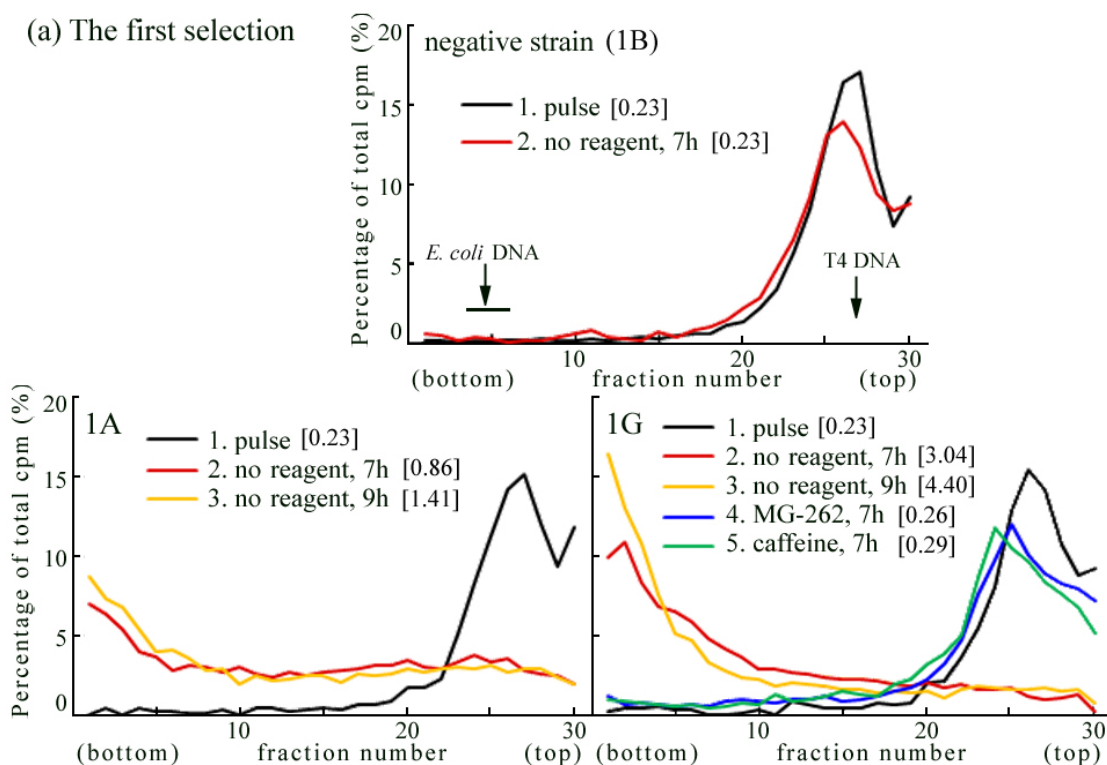 (a) The first selection
negative strain (1B)
1. pulse [0.23]
2. no reagent, 7h [0.23]
E. coli DNA
T4 DNA
Percentage of total cpm (%)
20
15
10
5
0
10
20
30
(bottom) fraction number (top)
1A
1. pulse [0.23]
2. no reagent, 7h [0.86]
3. no reagent, 9h [1.41]
Percentage of total cpm (%)
20
15
10
5
0
10
20
30
(bottom) fraction number (top)
1G
1. pulse [0.23]
2. no reagent, 7h [3.04]
3. no reagent, 9h [4.40]
4. MG-262, 7h [0.26]
5. caffeine, 7h [0.29]
10
20
30
(bottom) fraction number (top)